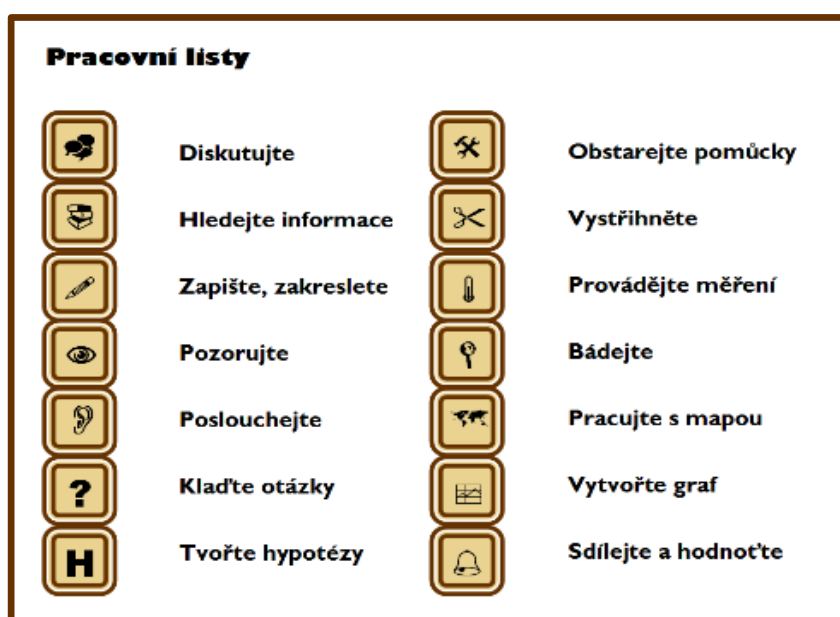 Pracovní listy
Diskutujte
Hledejte informace
Zapište, zakreslete
Pozorujte
Poslouchejte
?
Klaďte otázky
H
Tvořte hypotézy
Obstarejte pomůcky
Vystřihněte
Provádějte měření
Bádejte
Pracujte s mapou
Vytvořte graf
Sdílejte a hodnoťte